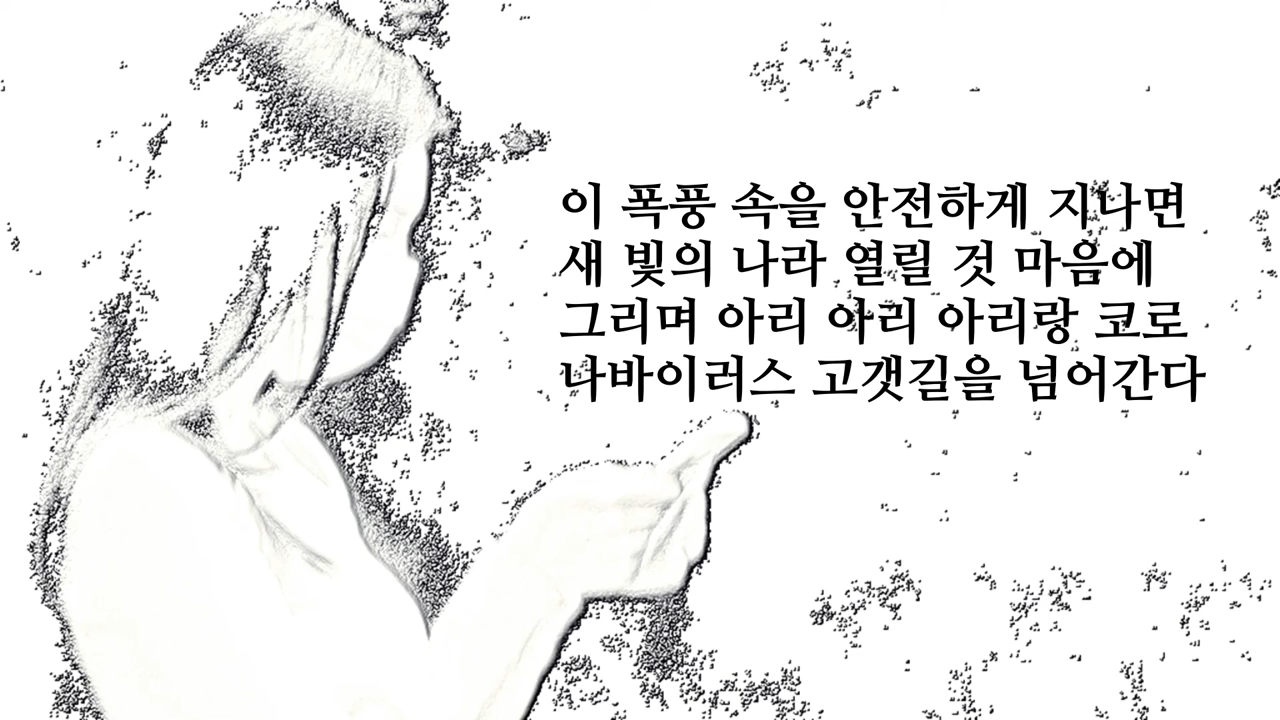 이 폭풍 속을 안전하게 지나면
새 빛의 나라 열릴 것 마음에
그리며 아리 아리 아리랑 코로
나바이러스 고갯길을 넘어간다